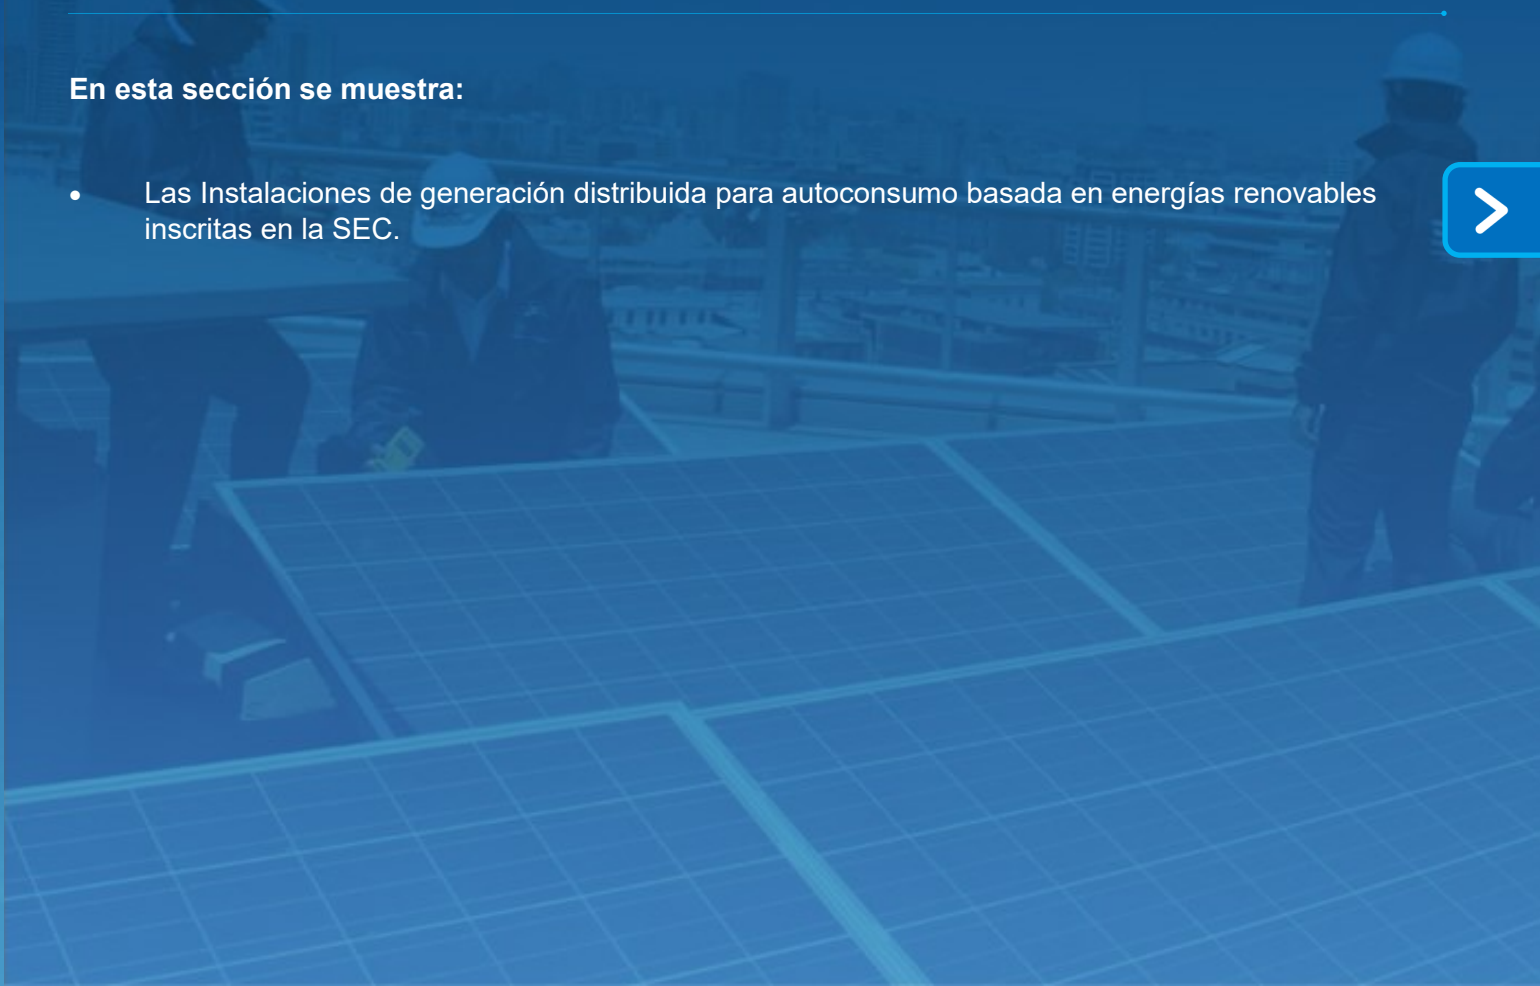 En esta sección se muestra:
• Las Instalaciones de generación distribuida para autoconsumo basada en energías renovables
inscritas en la SEC.